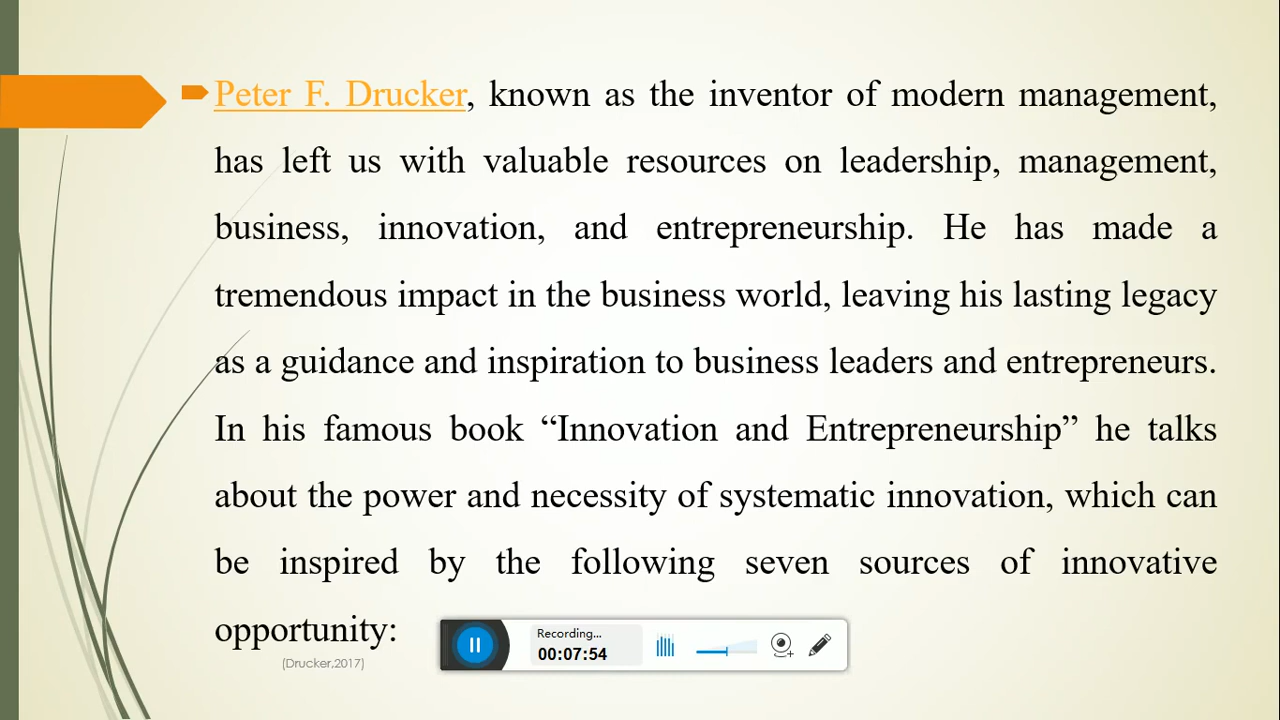 Peter F. Drucker, known as the inventor of modern management,
has left us with valuable resources on leadership, management,
business, innovation, and entrepreneurship. He has made a
tremendous impact in the business world, leaving his lasting legacy
as a guidance and inspiration to business leaders and entrepreneurs.
In his famous book “Innovation and Entrepreneurship” he talks
about the power and necessity of systematic innovation, which can
be inspired by the following seven sources of innovative
opportunity:
(Drucker,2017)
Recording...
00:07:54